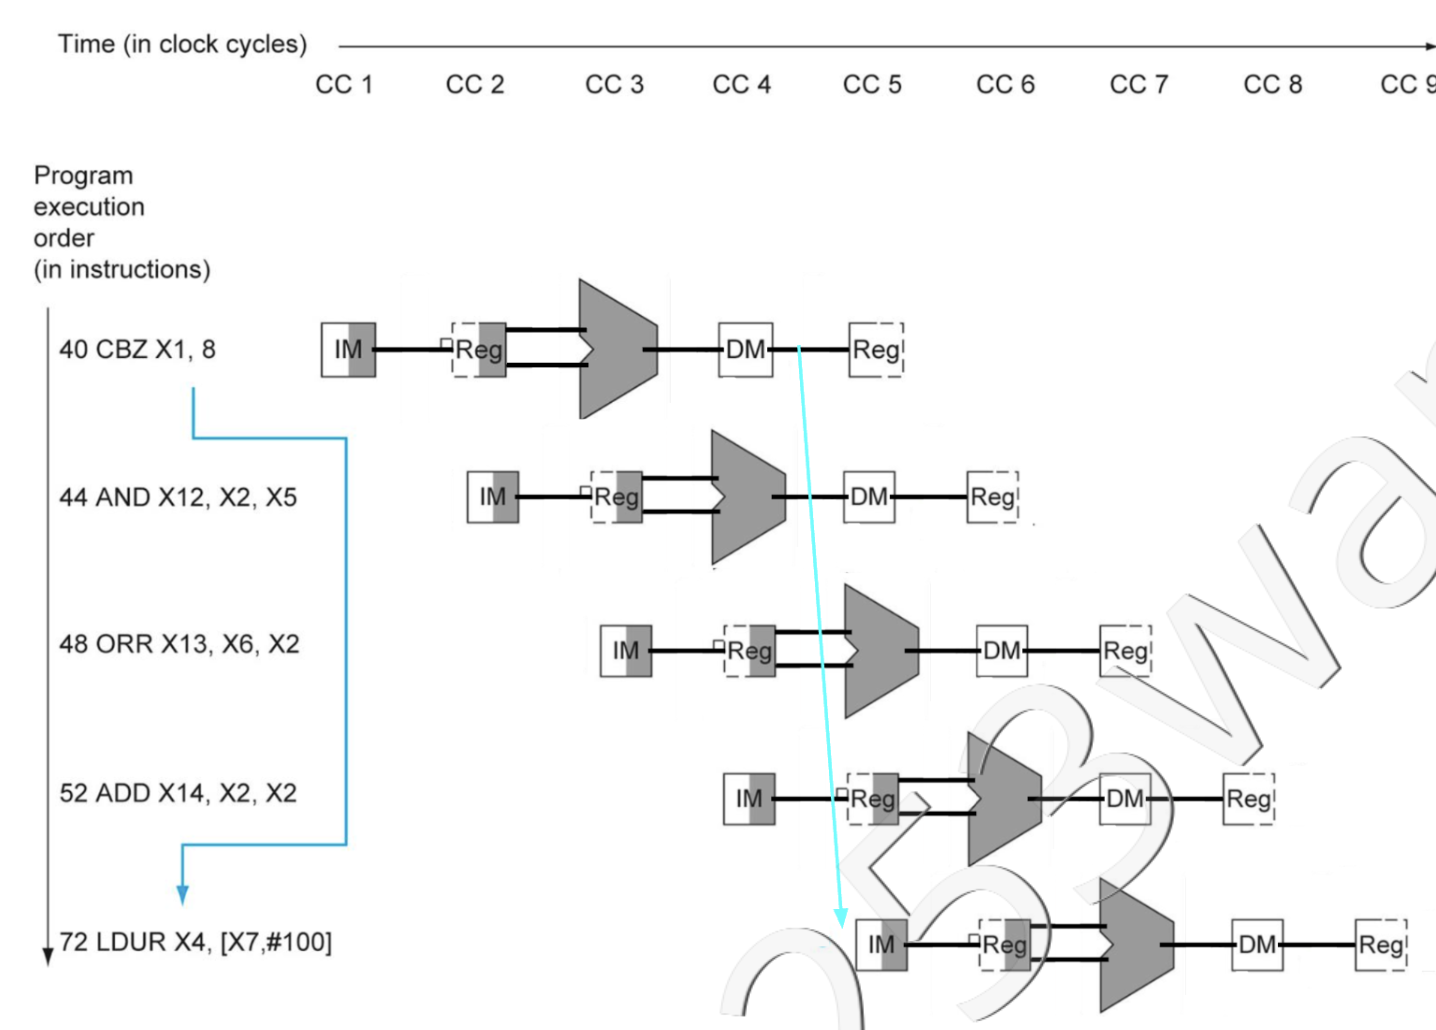 Time (in clock cycles)
CC 1 CC 2 CC 3 CC 4 CC 5 CC 6 CC 7 CC 8 CC 9
Program
execution
order
(in instructions)
40 CBZ X1, 8
IM Reg DM Reg
44 AND X12, X2, X5
IM Reg DM Reg
48 ORR X13, X6, X2
IM Reg DM Reg
52 ADD X14, X2, X2
IM Reg DM Reg
72 LDUR X4, [X7,#100]
IM Reg DM Reg